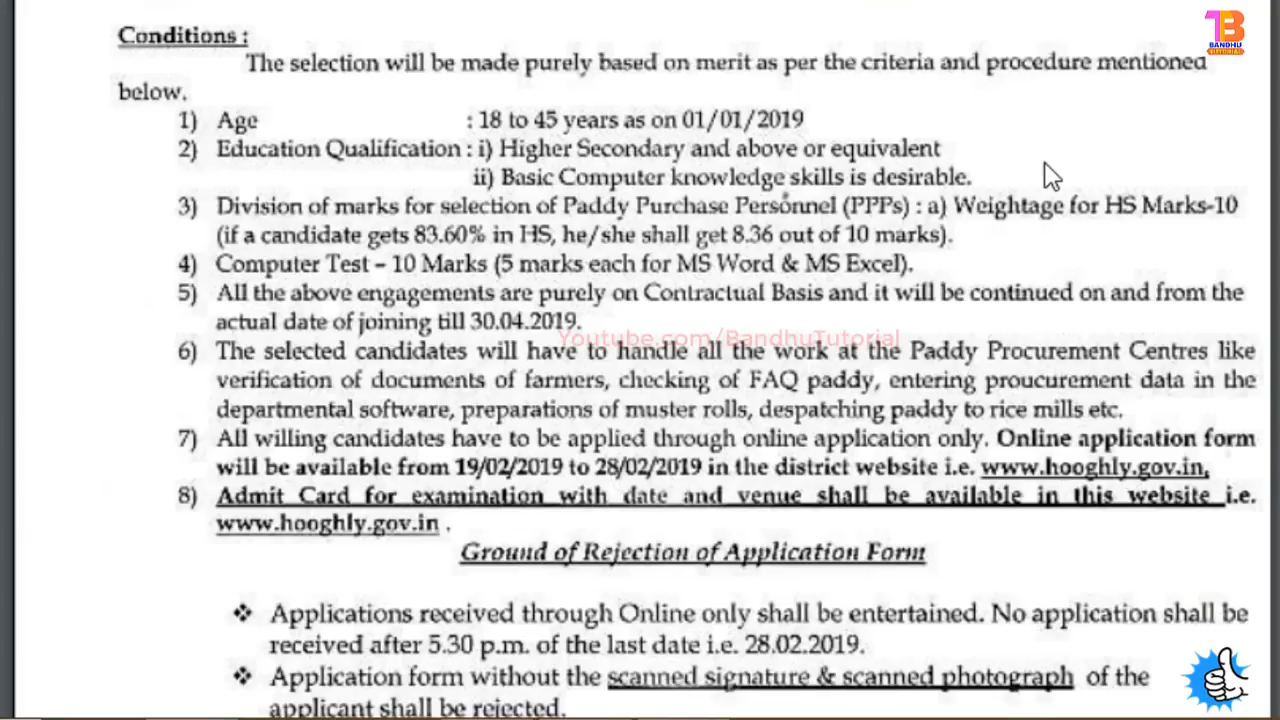 1B
BANDHU
TUTORIAL
Conditions :
The selection will be made purely based on merit as per the criteria and procedure mentioned
below.
1) Age : 18 to 45 years as on 01/01/2019
2) Education Qualification : i) Higher Secondary and above or equivalent
ii) Basic Computer knowledge skills is desirable.
3) Division of marks for selection of Paddy Purchase Personnel (PPPs) : a) Weightage for HS Marks-10
(if a candidate gets 83.60% in HS, he/she shall get 8.36 out of 10 marks).
4) Computer Test – 10 Marks (5 marks each for MS Word & MS Excel).
5) All the above engagements are purely on Contractual Basis and it will be continued on and from the
actual date of joining till 30.04.2019.
Youtube.com/BandhuTutorial
6) The selected candidates will have to handle all the work at the Paddy Procurement Centres like
verification of documents of farmers, checking of FAQ paddy, entering proucurement data in the
departmental software, preparations of muster rolls, despatching paddy to rice mills etc.
7) All willing candidates have to be applied through online application only. Online application form
will be available from 19/02/2019 to 28/02/2019 in the district website i.e. www.hooghly.gov.in,
8) Admit Card for examination with date and venue shall be available in this website i.e.
www.hooghly.gov.in .
Ground of Rejection of Application Form
❖ Applications received through Online only shall be entertained. No application shall be
received after 5.30 p.m. of the last date i.e. 28.02.2019.
❖ Application form without the scanned signature & scanned photograph of the
applicant shall be rejected.